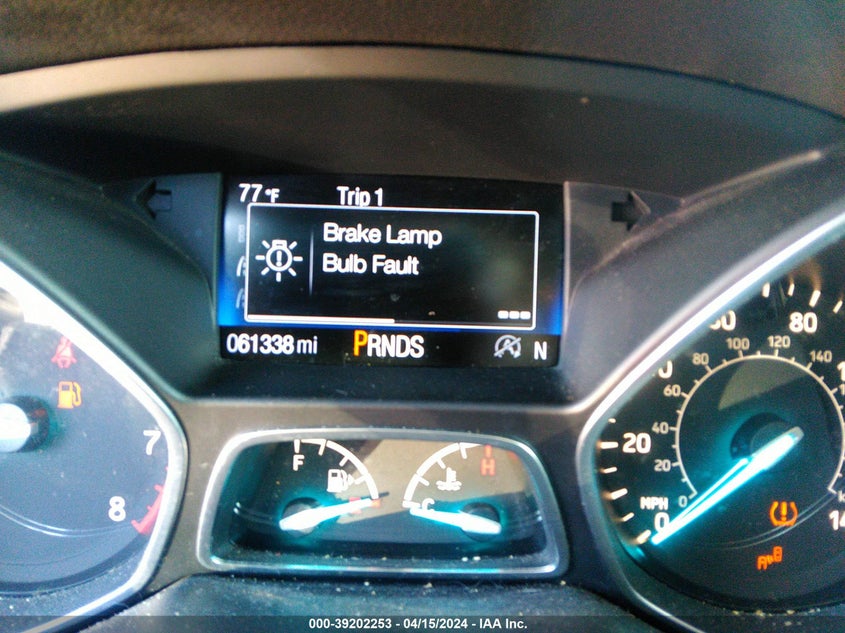 77 °F Trip 1
Brake Lamp
Bulb Fault
061338 mi PRNDS N
7
8
F
H
C
80
100 120
80 140
60
20 40
20
MPH 0
0
000-39202253 - 04/15/2024 - IAA Inc.